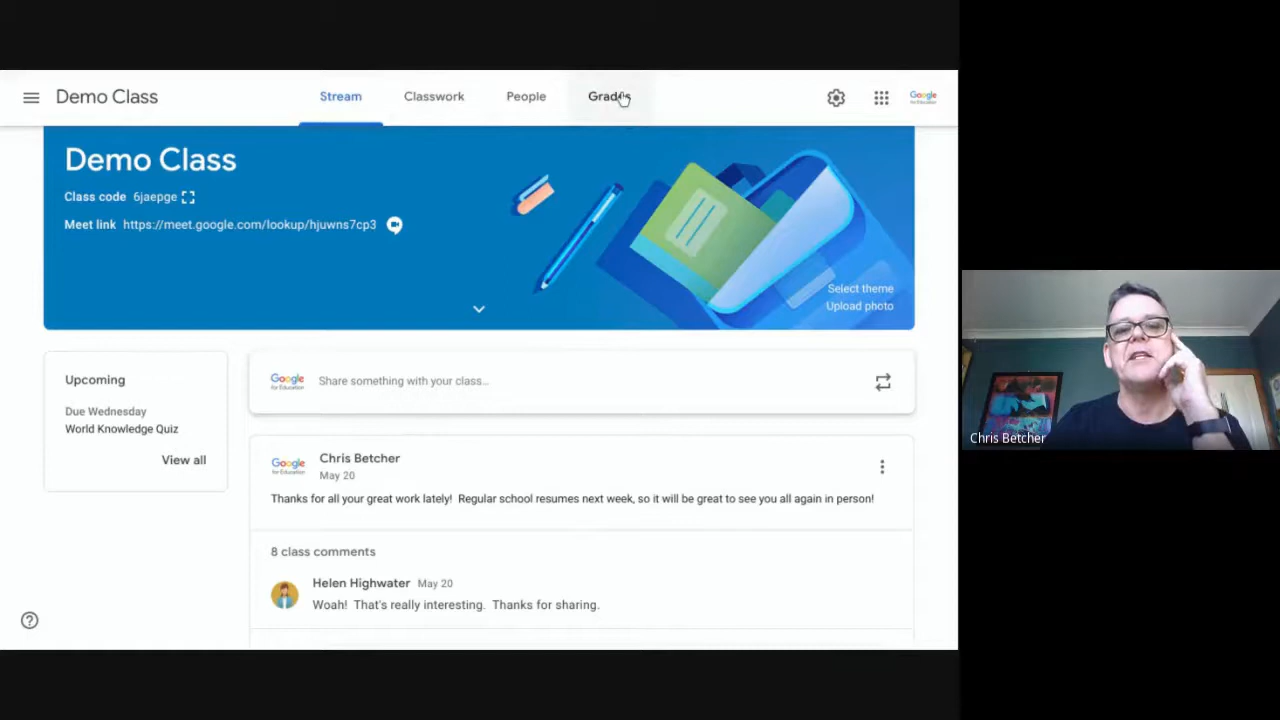 Demo Class
Stream
Classwork
People
Grades
Google for Education
Demo Class
Class code 6jaepge
Meet link https://meet.google.com/lookup/hjuwns7cp3
Select theme
Upload photo
Upcoming
Due Wednesday
World Knowledge Quiz
View all
Google for Education
Share something with your class...
Google for Education
Chris Betcher
May 20
Thanks for all your great work lately! Regular school resumes next week, so it will be great to see you all again in person!
8 class comments
Helen Highwater May 20
Woah! That's really interesting. Thanks for sharing.
Chris Betcher